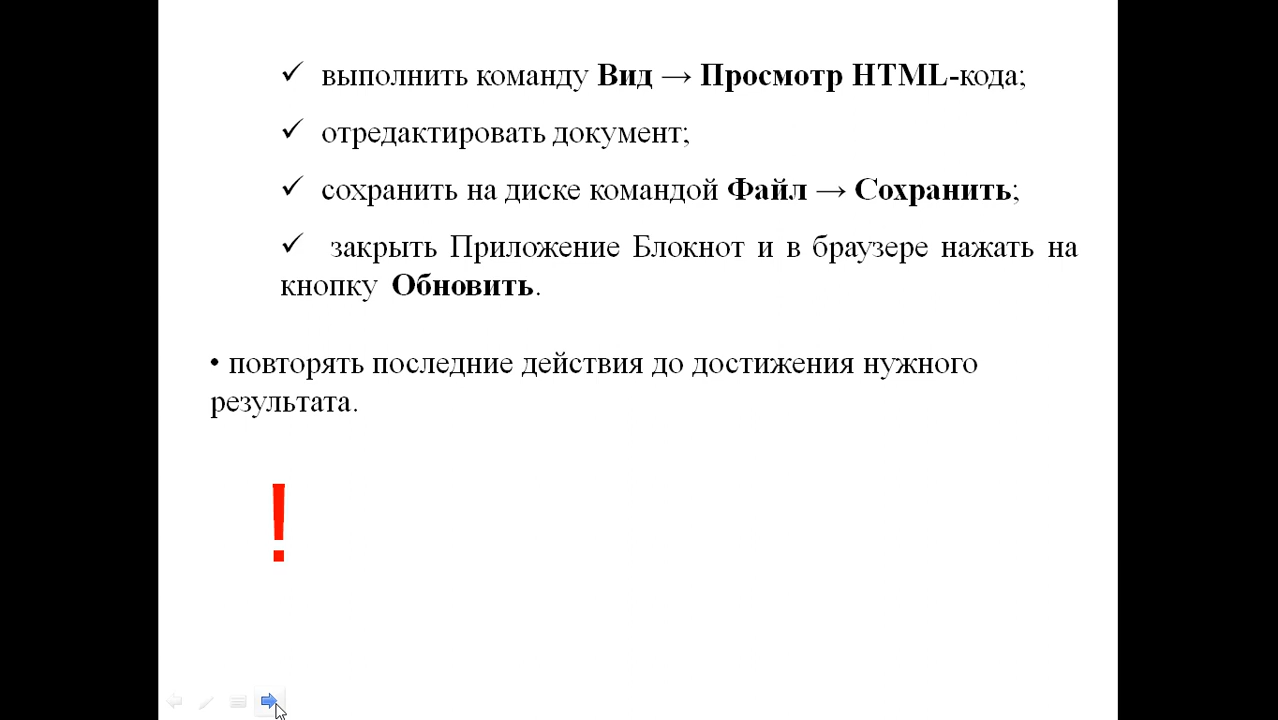 ✓ выполнить команду Вид → Просмотр HTML-кода;
✓ отредактировать документ;
✓ сохранить на диске командой Файл → Сохранить;
✓ закрыть Приложение Блокнот и в браузере нажать на
кнопку Обновить.
• повторять последние действия до достижения нужного
результата.
!